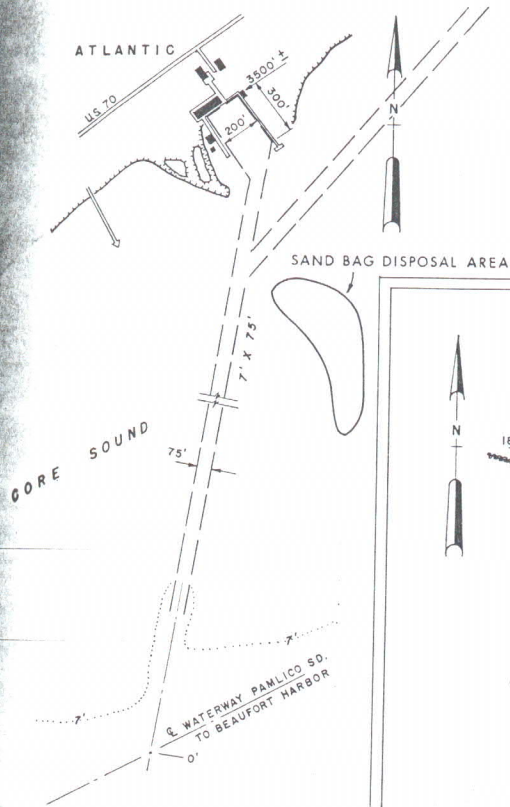 ATLANTIC
U.S. 70
3500' ±
300'
200'
N
SAND BAG DISPOSAL AREA
7' X 75'
N
75'
CORE SOUND
7'
7'
℄ WATERWAY PAMLICO SD.
TO BEAUFORT HARBOR
0'